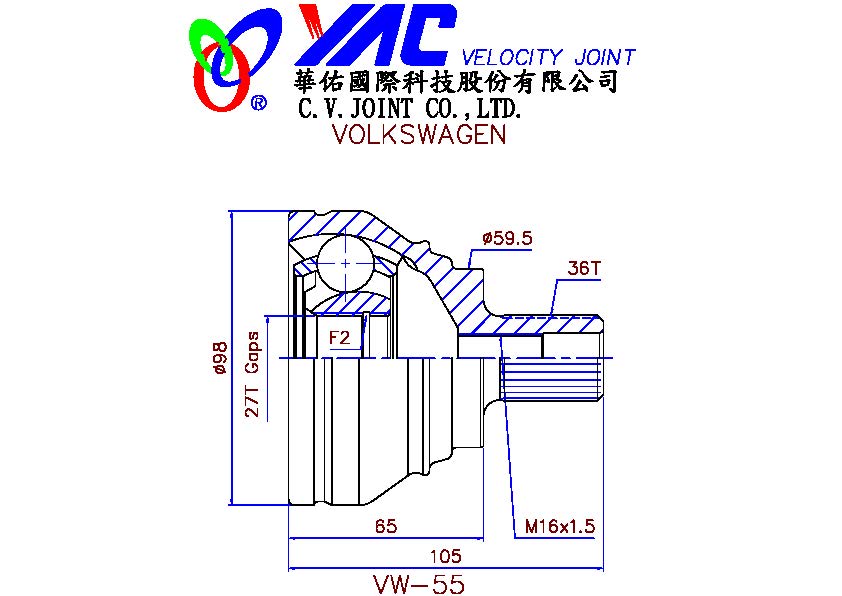 YAC VELOCITY JOINT
®
華佑國際科技股份有限公司
C.V.JOINT CO.,LTD.
VOLKSWAGEN
ø59.5
36T
F2
ø98
27T Gaps
65
M16x1.5
105
VW-55